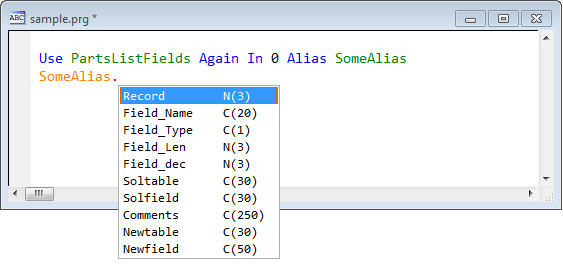 ABC sample.prg *
Use PartsListFields Again In 0 Alias SomeAlias
SomeAlias.
Record N(3)
Field_Name C(20)
Field_Type C(1)
Field_Len N(3)
Field_dec N(3)
Soltable C(30)
Solfield C(30)
Comments C(250)
Newtable C(30)
Newfield C(50)